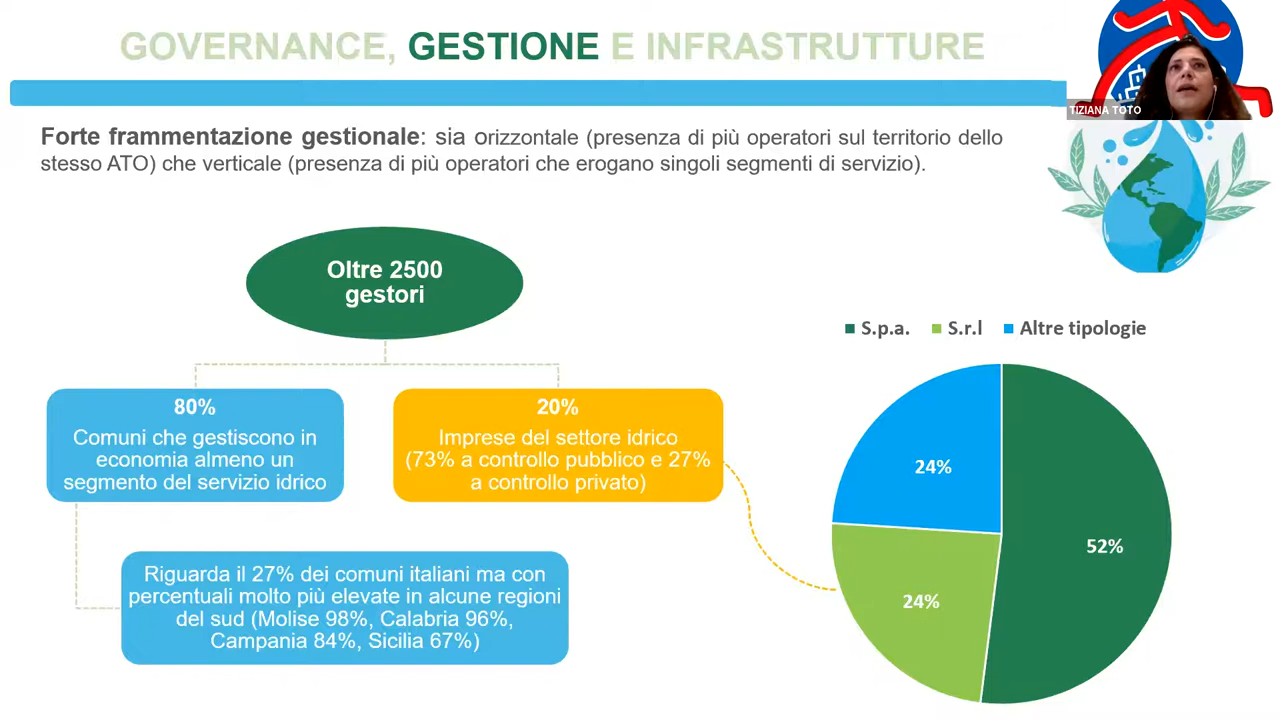 GOVERNANCE, GESTIONE E INFRASTRUTTURE
TIZIANA TOTO
Forte frammentazione gestionale: sia orizzontale (presenza di più operatori sul territorio dello
stesso ATO) che verticale (presenza di più operatori che erogano singoli segmenti di servizio).
Oltre 2500
gestori
80%
Comuni che gestiscono in
economia almeno un
segmento del servizio idrico
20%
Imprese del settore idrico
(73% a controllo pubblico e 27%
a controllo privato)
Riguarda il 27% dei comuni italiani ma con
percentuali molto più elevate in alcune regioni
del sud (Molise 98%, Calabria 96%,
Campania 84%, Sicilia 67%)
S.p.a. S.r.l Altre tipologie
24%
52%
24%